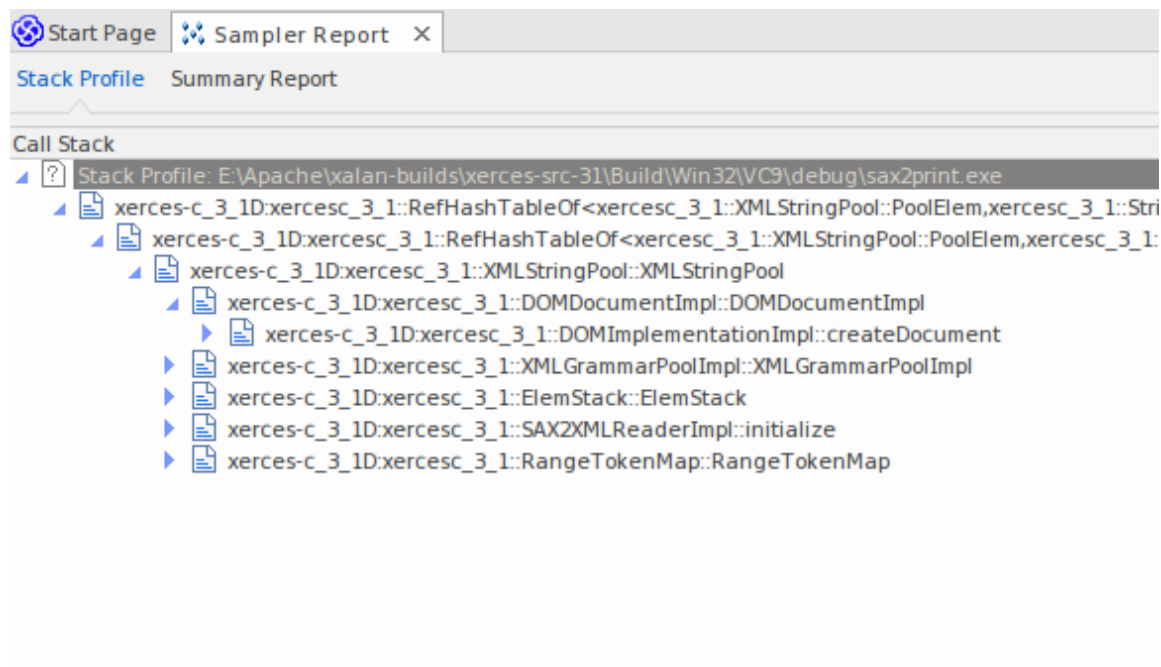 Start Page Sampler Report
Stack Profile Summary Report
Call Stack
? Stack Profile: E:\Apache\xalan-builds\xerces-src-31\Build\Win32\VC9\debug\sax2print.exe
xerces-c_3_1D:xercesc_3_1::RefHashTableOf<xercesc_3_1::XMLStringPool::PoolElem,xercesc_3_1::Stri
xerces-c_3_1D:xercesc_3_1::RefHashTableOf<xercesc_3_1::XMLStringPool::PoolElem,xercesc_3_1:
xerces-c_3_1D:xercesc_3_1::XMLStringPool::XMLStringPool
xerces-c_3_1D:xercesc_3_1::DOMDocumentImpl::DOMDocumentImpl
xerces-c_3_1D:xercesc_3_1::DOMImplementationImpl::createDocument
xerces-c_3_1D:xercesc_3_1::XMLGrammarPoolImpl::XMLGrammarPoolImpl
xerces-c_3_1D:xercesc_3_1::ElemStack::ElemStack
xerces-c_3_1D:xercesc_3_1::SAX2XMLReaderImpl::initialize
xerces-c_3_1D:xercesc_3_1::RangeTokenMap::RangeTokenMap